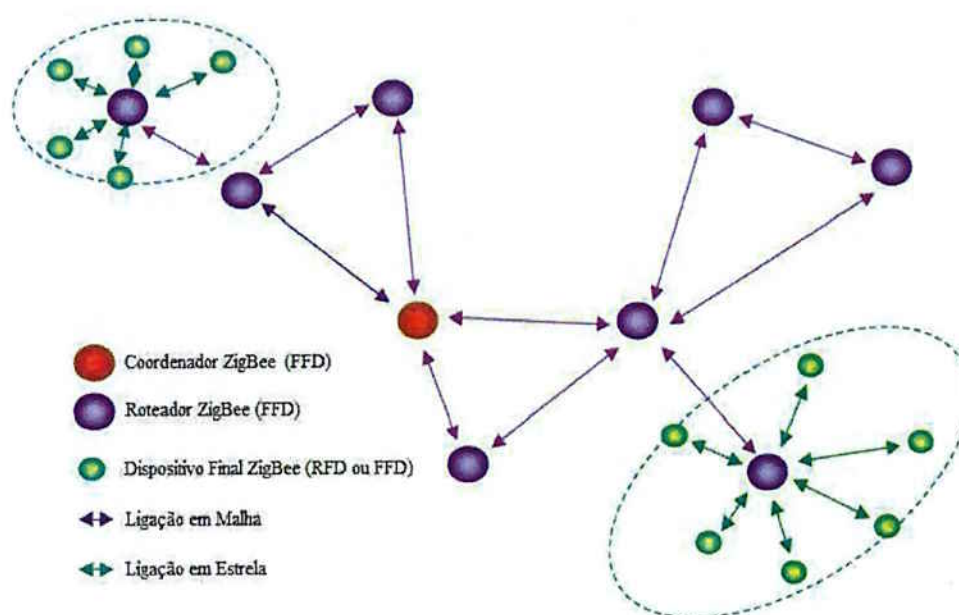 Coordenador ZigBee (FFD)
Roteador ZigBee (FFD)
Dispositivo Final ZigBee (RFD ou FFD)
Ligação em Malha
Ligação em Estrela